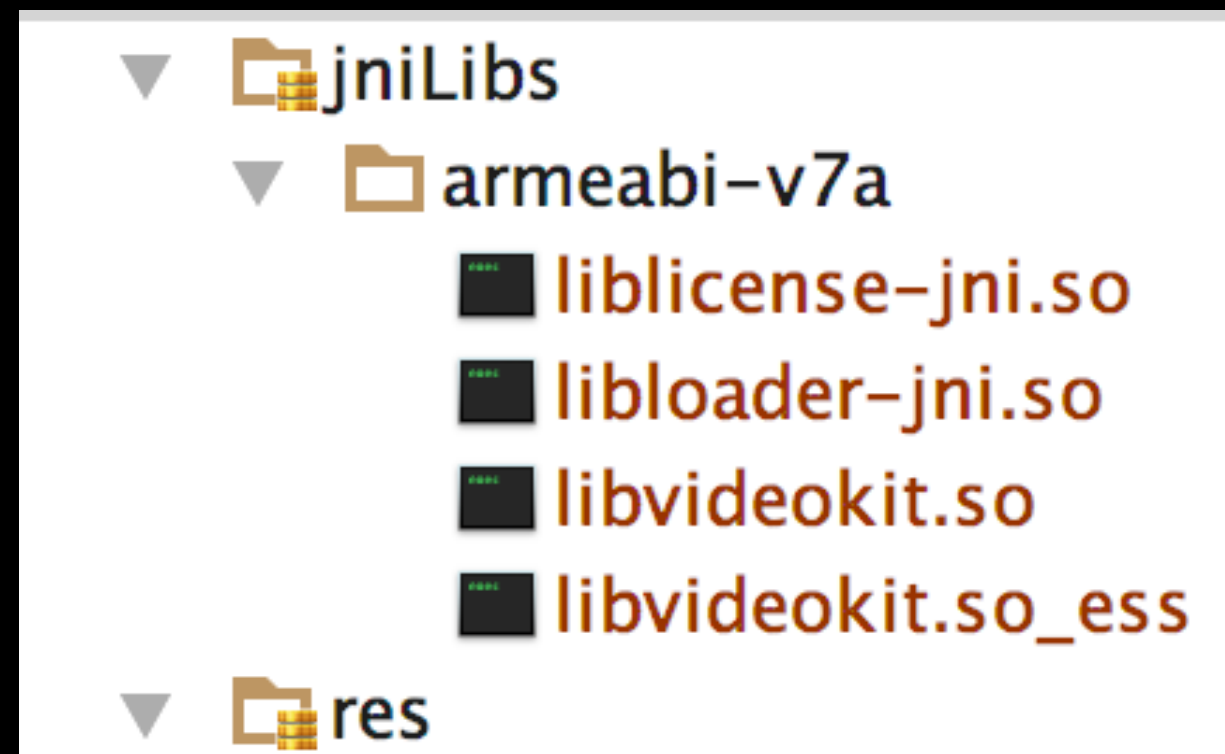 jniLibs
armeabi-v7a
liblicense-jni.so
libloader-jni.so
libvideokit.so
libvideokit.so_ess
res